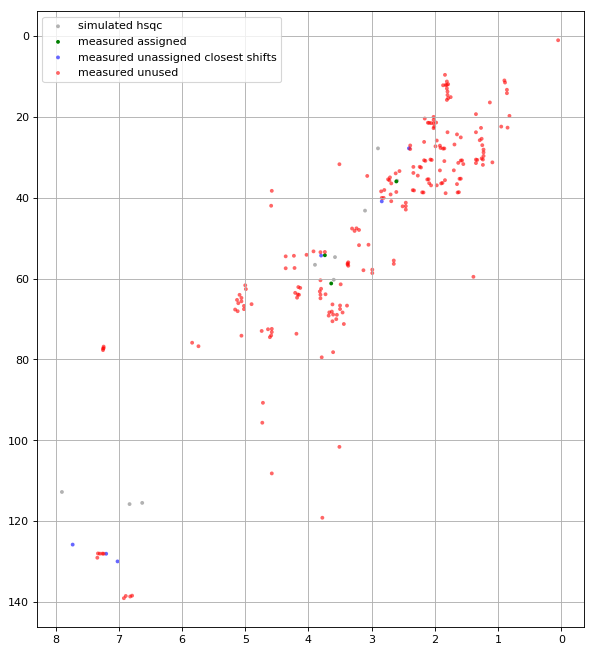 simulated hsqc
measured assigned
measured unassigned closest shifts
measured unused
0
20
40
60
80
100
120
140
8 7 6 5 4 3 2 1 0